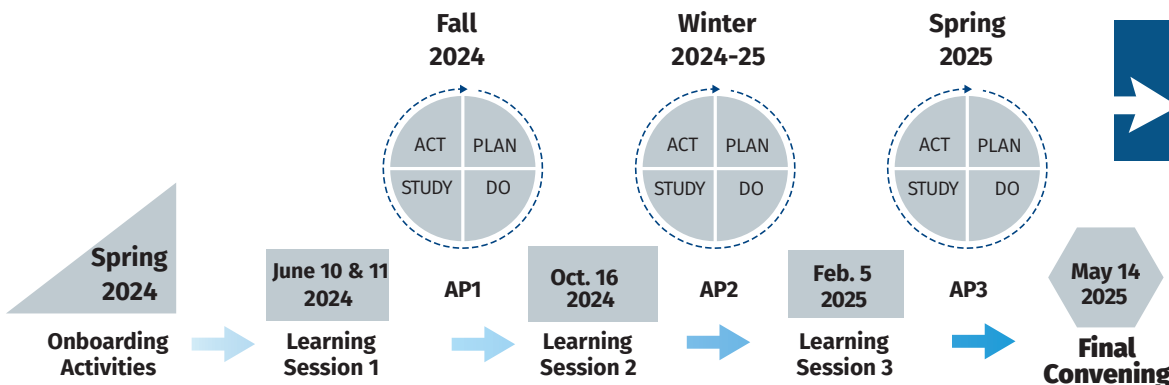 Fall
2024
Winter
2024-25
Spring
2025
ACT
PLAN
STUDY
DO
ACT
PLAN
STUDY
DO
ACT
PLAN
STUDY
DO
Spring
2024
June 10 & 11
2024
AP1
Oct. 16
2024
AP2
Feb. 5
2025
AP3
May 14
2025
Onboarding
Activities
Learning
Session 1
Learning
Session 2
Learning
Session 3
Final
Convening